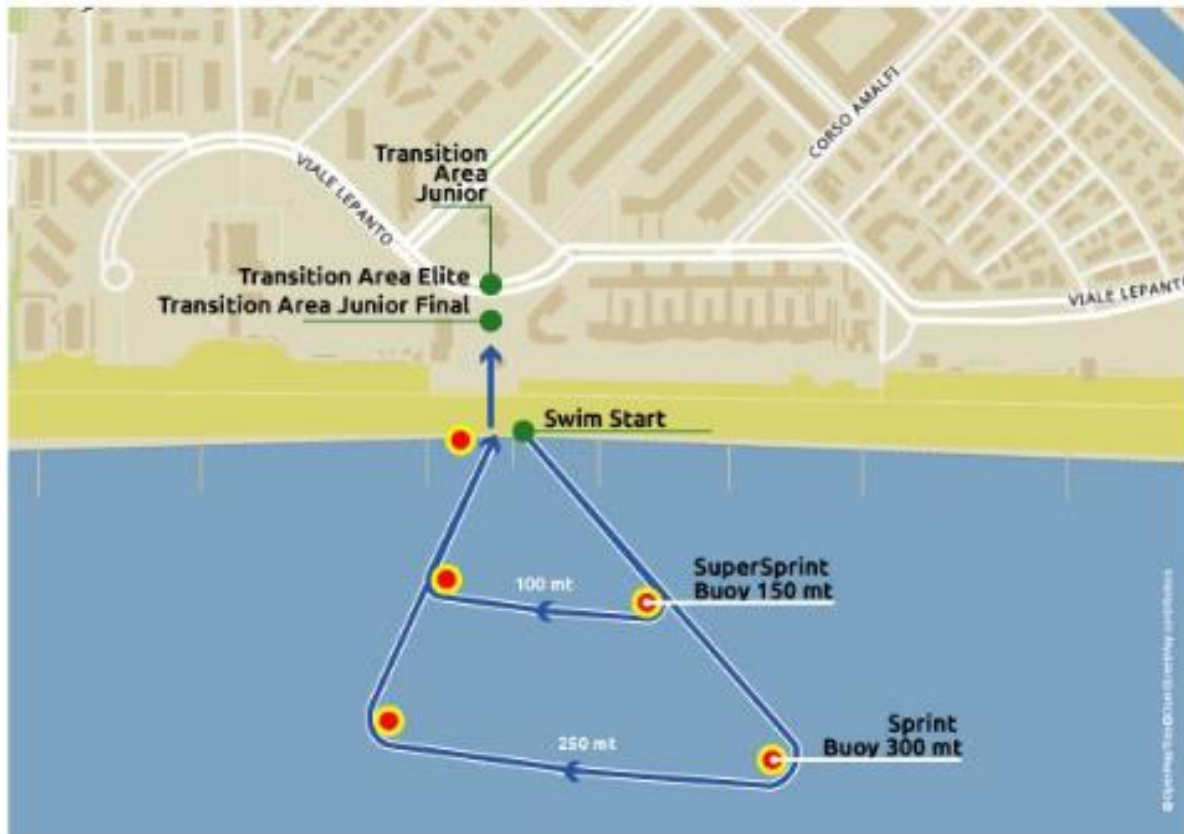 Transition
Area
Junior
VIALE LEPANTO
CORSO AMALFI
Transition Area Elite
Transition Area Junior Final
VIALE LEPANTO
Swim Start
100 mt
SuperSprint
Buoy 150 mt
250 mt
Sprint
Buoy 300 mt